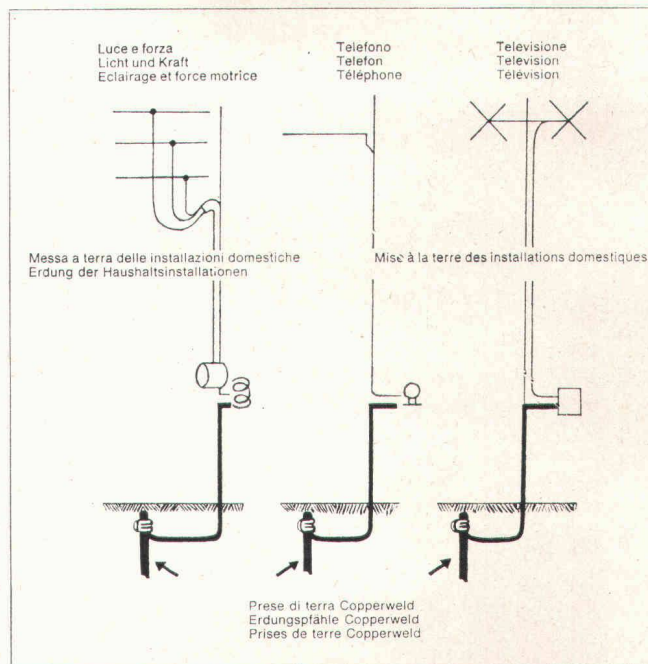 Luce e forza
Licht und Kraft
Eclairage et force motrice
Telefono
Telefon
Téléphone
Televisione
Television
Télévision
Messa a terra delle installazioni domestiche
Erdung der Haushaltsinstallationen
Mise à la terre des installations domestiques
Prese di terra Copperweld
Erdungspfähle Copperweld
Prises de terre Copperweld